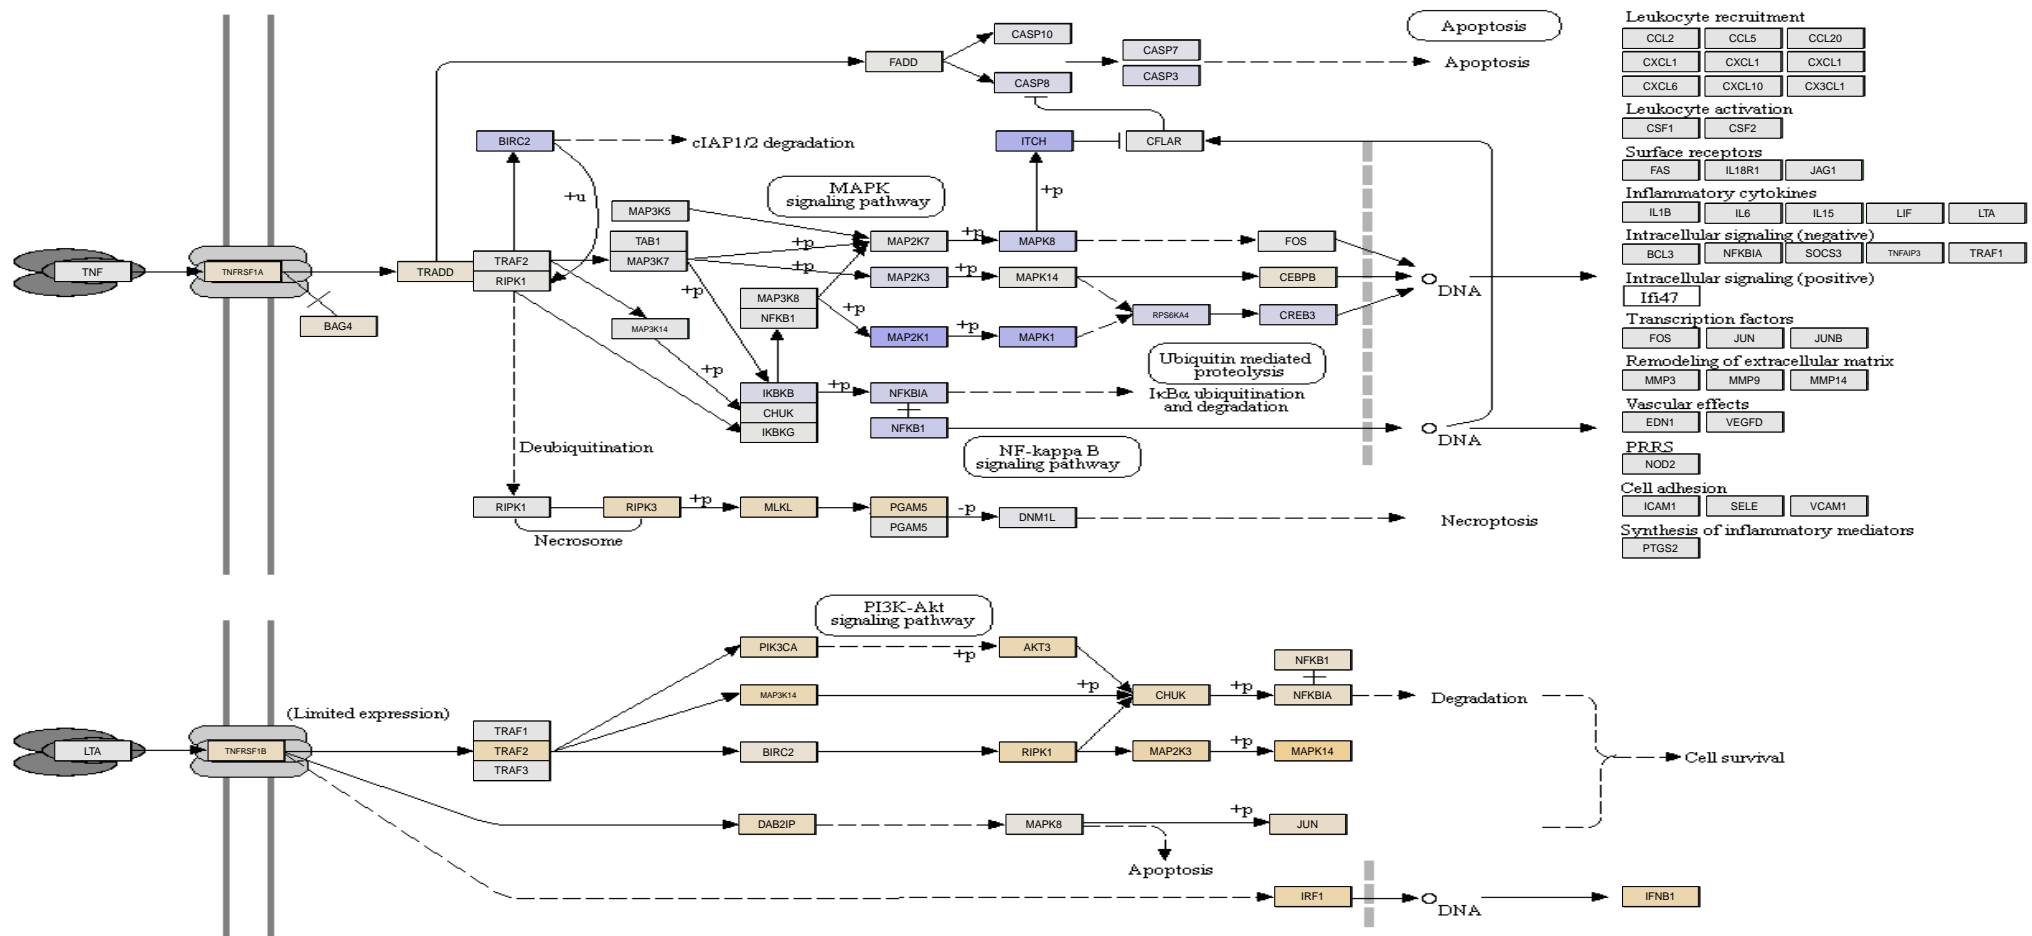 Apoptosis
CASP10
FADD
CASP7
Apoptosis
CASP8
CASP3
BIRC2
cIAP1/2 degradation
ITCH
CFLAR
+u
MAPK
signaling pathway
+p
MAP3K5
TRAF2
RIPK1
TAB1
MAP3K7
+p
+p
+p
MAP2K7
+p
MAPK8
FOS
TNF
TNFRSF1A
TRADD
MAP2K3
+p
MAPK14
CEBPB
DNA
BAG4
MAP3K14
MAP3K8
NFKB1
+p
MAP2K1
+p
MAPK1
RPS6KA4
CREB3
+p
Ubiquitin mediated
proteolysis
IKBKB
CHUK
IKBKG
+p
NFKBIA
IκBα ubiquitination
and degradation
NFKB1
DNA
Deubiquitination
NF-kappa B
signaling pathway
RIPK1
RIPK3
+p
MLKL
PGAM5
PGAM5
-p
DNM1L
Necroptosis
Necrosome
Leukocyte recruitment
CCL2 CCL5 CCL20
CXCL1 CXCL1 CXCL1
CXCL6 CXCL10 CX3CL1
Leukocyte activation
CSF1 CSF2
Surface receptors
FAS IL18R1 JAG1
Inflammatory cytokines
IL1B IL6 IL15 LIF LTA
Intracellular signaling (negative)
BCL3 NFKBIA SOCS3 TNFAIP3 TRAF1
Intracellular signaling (positive)
Ifi47
Transcription factors
FOS JUN JUNB
Remodeling of extracellular matrix
MMP3 MMP9 MMP14
Vascular effects
EDN1 VEGFD
PRRS
NOD2
Cell adhesion
ICAM1 SELE VCAM1
Synthesis of inflammatory mediators
PTGS2
PI3K-Akt
signaling pathway
PIK3CA
+p
AKT3
NFKB1
MAP3K14
+p
CHUK
+p
NFKBIA
Degradation
(Limited expression)
LTA
TNFRSF1B
TRAF1
TRAF2
TRAF3
BIRC2
RIPK1
MAP2K3
+p
MAPK14
Cell survival
DAB2IP
MAPK8
+p
JUN
Apoptosis
IRF1
DNA
IFNB1